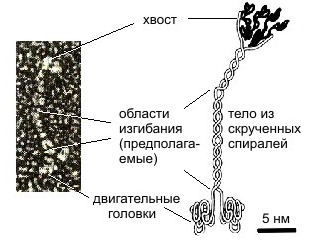 хвост
области
изгибания
(предполага-
емые)
тело из
скрученных
спиралей
двигательные
головки
5 нм